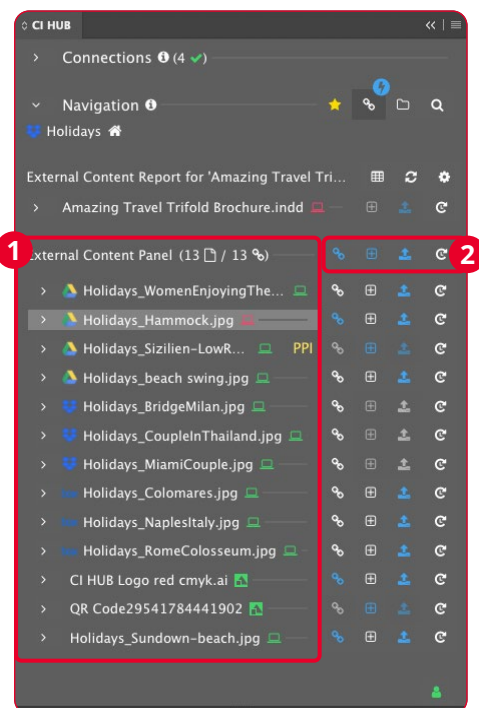 CI HUB
Connections (4 ✔)
Navigation
Holidays
External Content Report for 'Amazing Travel Tri...
Amazing Travel Trifold Brochure.indd
1
External Content Panel (13 / 13)
2
Holidays_WomenEnjoyingThe...
Holidays_Hammock.jpg
Holidays_Sizilien-LowR... PPI
Holidays_beach swing.jpg
Holidays_BridgeMilan.jpg
Holidays_CoupleInThailand.jpg
Holidays_MiamiCouple.jpg
Holidays_Colomares.jpg
Holidays_NaplesItaly.jpg
Holidays_RomeColosseum.jpg
CI HUB Logo red cmyk.ai
QR Code29541784441902
Holidays_Sundown-beach.jpg